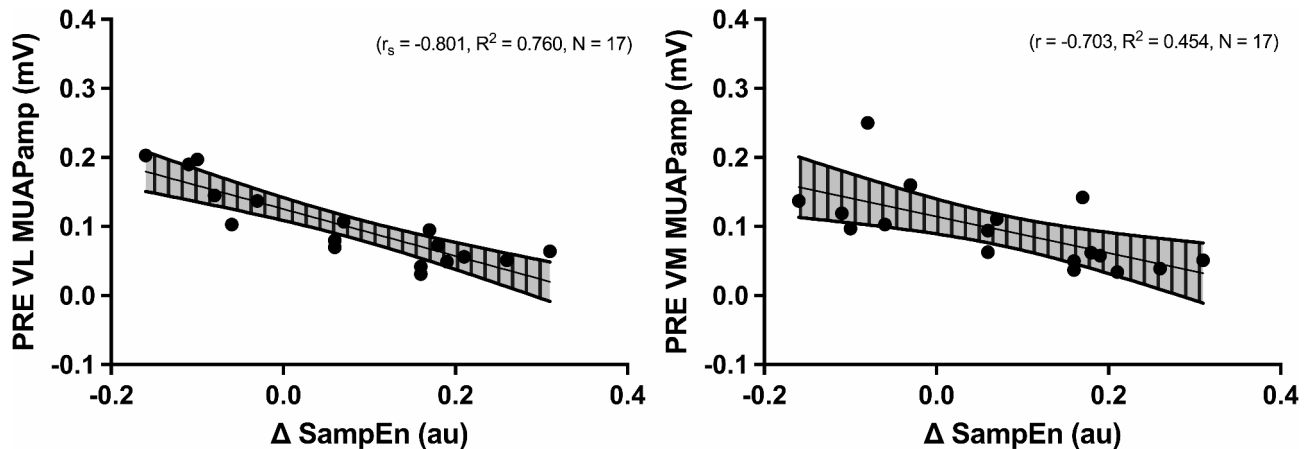 (rs = -0.801, R² = 0.760, N = 17)
PRE VL MUAPamp (mV)
0.4
0.3
0.2
0.1
0.0
-0.1
-0.2 0.0 0.2 0.4
Δ SampEn (au)
(r = -0.703, R² = 0.454, N = 17)
PRE VM MUAPamp (mV)
0.4
0.3
0.2
0.1
0.0
-0.1
-0.2 0.0 0.2 0.4
Δ SampEn (au)